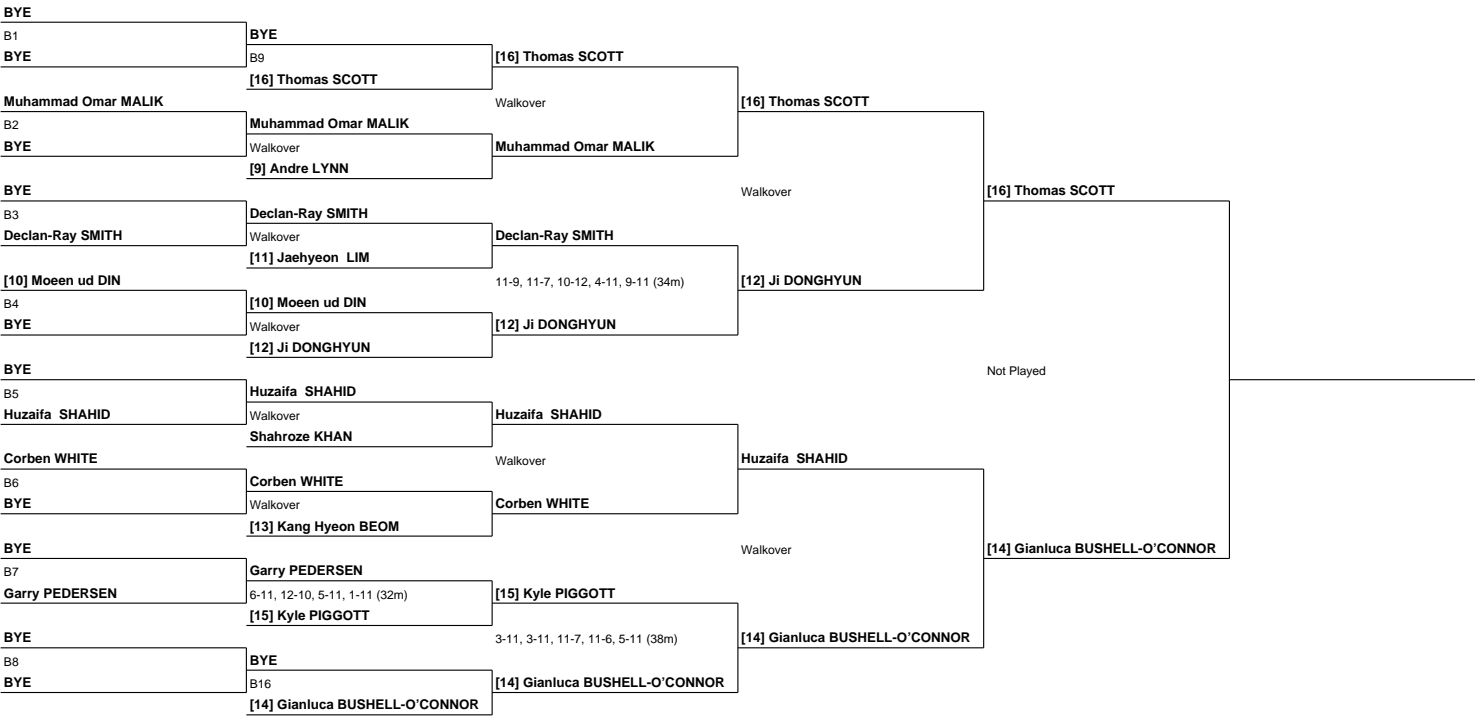 BYE
B1
BYE
BYE
B9
[16] Thomas SCOTT
[16] Thomas SCOTT
Muhammad Omar MALIK
B2
BYE
Muhammad Omar MALIK
Walkover
[9] Andre LYNN
Walkover
Muhammad Omar MALIK
[16] Thomas SCOTT
BYE
B3
Declan-Ray SMITH
Declan-Ray SMITH
Walkover
[11] Jaehyeon LIM
Declan-Ray SMITH
Walkover
[16] Thomas SCOTT
[10] Moeen ud DIN
B4
BYE
[10] Moeen ud DIN
Walkover
[12] Ji DONGHYUN
11-9, 11-7, 10-12, 4-11, 9-11 (34m)
[12] Ji DONGHYUN
[12] Ji DONGHYUN
BYE
B5
Huzaifa SHAHID
Huzaifa SHAHID
Walkover
Shahroze KHAN
Huzaifa SHAHID
Not Played
Corben WHITE
B6
BYE
Corben WHITE
Walkover
[13] Kang Hyeon BEOM
Walkover
Corben WHITE
Huzaifa SHAHID
BYE
B7
Garry PEDERSEN
Garry PEDERSEN
6-11, 12-10, 5-11, 1-11 (32m)
[15] Kyle PIGGOTT
[15] Kyle PIGGOTT
Walkover
[14] Gianluca BUSHELL-O'CONNOR
BYE
B8
BYE
BYE
B16
[14] Gianluca BUSHELL-O'CONNOR
3-11, 3-11, 11-7, 11-6, 5-11 (38m)
[14] Gianluca BUSHELL-O'CONNOR
[14] Gianluca BUSHELL-O'CONNOR